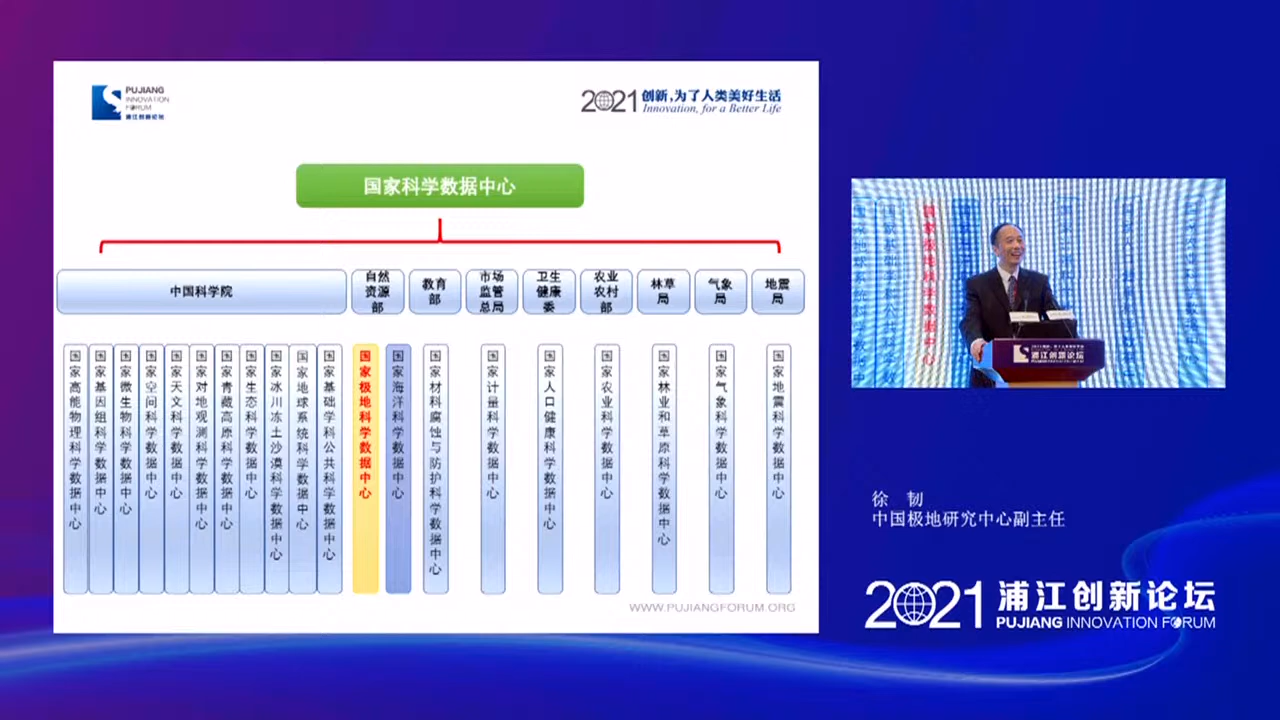 PUJIANG
INNOVATION
FORUM
浦江创新论坛
2021 创新,为了人类美好生活
Innovation, for a Better Life
国家科学数据中心
中国科学院
自然资源部
教育部
市场监管总局
卫生健康委
农业农村部
林草局
气象局
地震局
国家高能物理科学数据中心
国家基因组科学数据中心
国家微生物科学数据中心
国家空间科学数据中心
国家天文科学数据中心
国家对地观测科学数据中心
国家青藏高原科学数据中心
国家生态科学数据中心
国家冰川冻土沙漠科学数据中心
国家地球系统科学数据中心
国家基础学科公共科学数据中心
国家极地科学数据中心
国家海洋科学数据中心
国家材料腐蚀与防护科学数据中心
国家计量科学数据中心
国家人口健康科学数据中心
国家农业科学数据中心
国家林业和草原科学数据中心
国家气象科学数据中心
国家地震科学数据中心
WWW.PUJIANGFORUM.ORG
国家极地科学数据中心
浦江创新论坛
徐 韧
中国极地研究中心副主任
2021 浦江创新论坛
PUJIANG INNOVATION FORUM